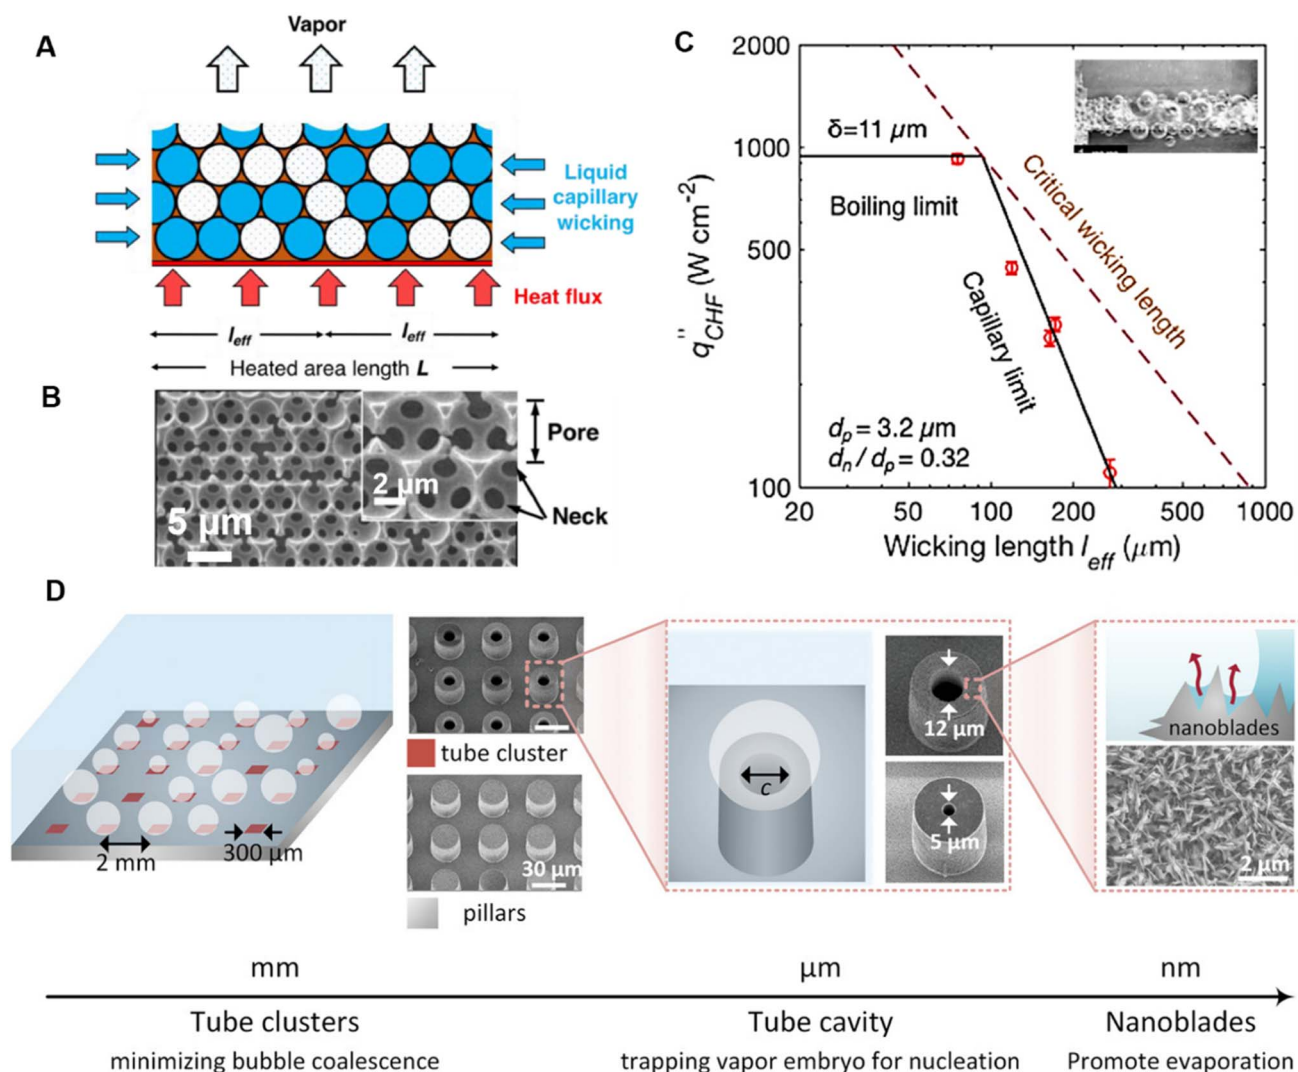 A
Vapor
Liquid
capillary
wicking
Heat flux
l_eff
l_eff
Heated area length L
B
5 μm
2 μm
Pore
Neck
C
q̇"_CHF (W cm⁻²)
2000
1000
500
100
δ=11 μm
Boiling limit
Capillary limit
Critical wicking length
d_p = 3.2 μm
d_n / d_p = 0.32
20
50
100
200
500
1000
Wicking length l_eff (μm)
D
2 mm
300 μm
tube cluster
30 μm
pillars
c
12 μm
5 μm
nanoblades
2 μm
mm
μm
nm
Tube clusters
Tube cavity
Nanoblades
minimizing bubble coalescence
trapping vapor embryo for nucleation
Promote evaporation